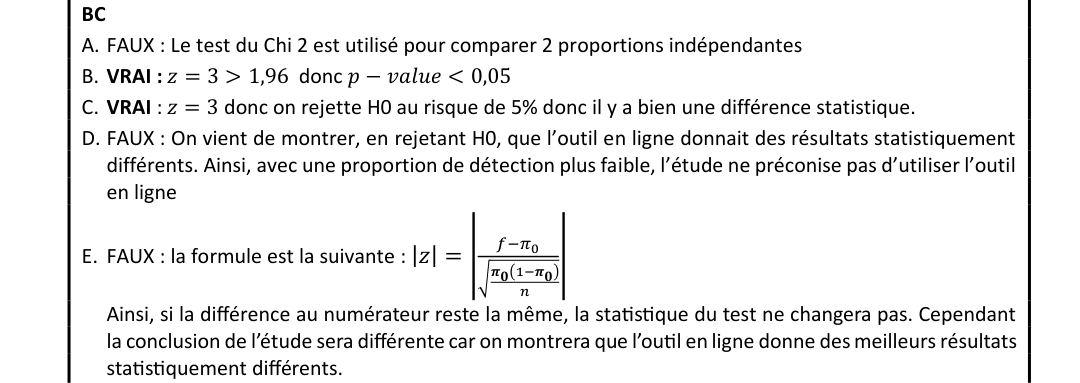 BC
A. FAUX : Le test du Chi 2 est utilisé pour comparer 2 proportions indépendantes
B. VRAI : z = 3 > 1,96 donc p − value < 0,05
C. VRAI : z = 3 donc on rejette H0 au risque de 5% donc il y a bien une différence statistique.
D. FAUX : On vient de montrer, en rejetant H0, que l’outil en ligne donnait des résultats statistiquement
différents. Ainsi, avec une proportion de détection plus faible, l’étude ne préconise pas d’utiliser l’outil
en ligne
E. FAUX : la formule est la suivante : |z| = |(f−π₀)/√(π₀(1−π₀)/n)|
Ainsi, si la différence au numérateur reste la même, la statistique du test ne changera pas. Cependant
la conclusion de l’étude sera différente car on montrera que l’outil en ligne donne des meilleurs résultats
statistiquement différents.